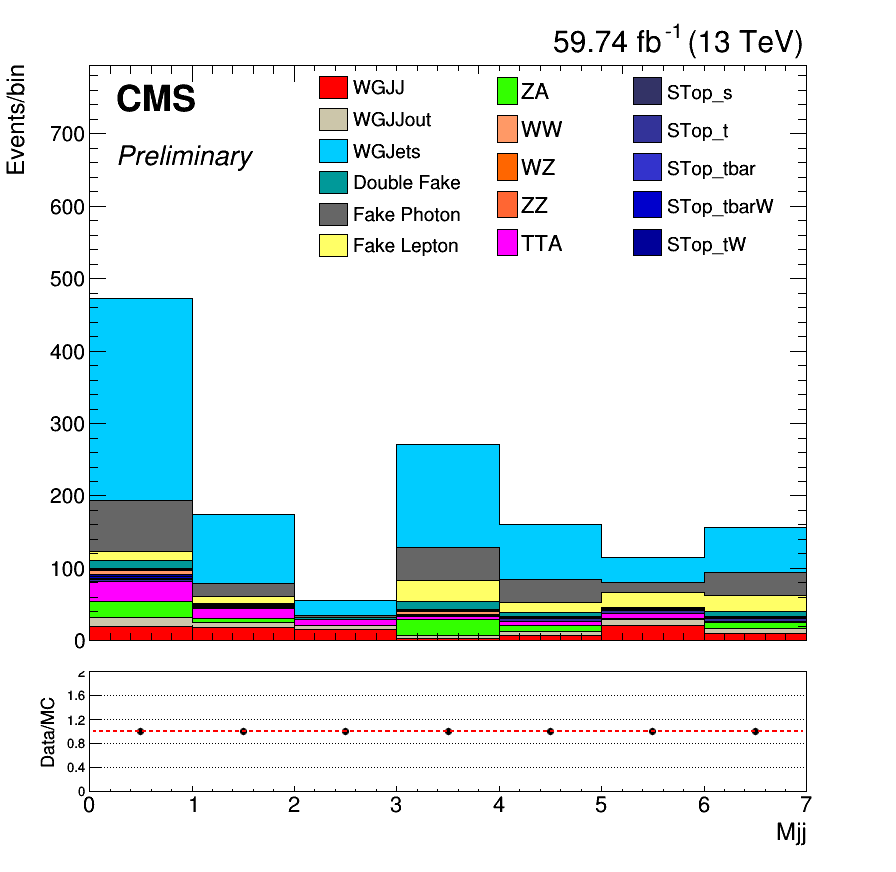 59.74 fb-1 (13 TeV)
Events/bin
CMS
Preliminary
WGJJ
WGJJout
WGJets
Double Fake
Fake Photon
Fake Lepton
ZA
WW
WZ
ZZ
TTA
STop_s
STop_t
STop_tbar
STop_tbarW
STop_tW
700
600
500
400
300
200
100
0
Data/MC
2
1.6
1.2
0.8
0.4
0
0 1 2 3 4 5 6 7
Mjj